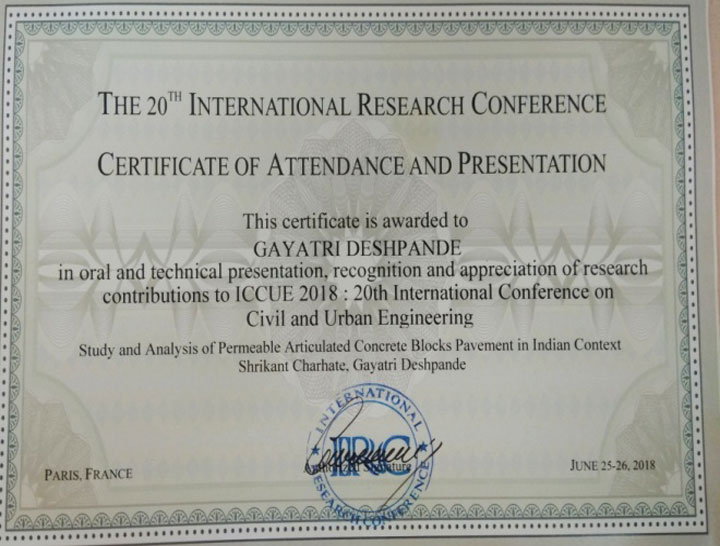 THE 20TH INTERNATIONAL RESEARCH CONFERENCE
CERTIFICATE OF ATTENDANCE AND PRESENTATION
This certificate is awarded to
GAYATRI DESHPANDE
in oral and technical presentation, recognition and appreciation of research
contributions to ICCUE 2018 : 20th International Conference on
Civil and Urban Engineering
Study and Analysis of Permeable Articulated Concrete Blocks Pavement in Indian Context
Shrikant Charhate, Gayatri Deshpande
INTERNATIONAL
IRC
Authorized Signature
RESEARCH CONFERENCE
PARIS, FRANCE
JUNE 25-26, 2018